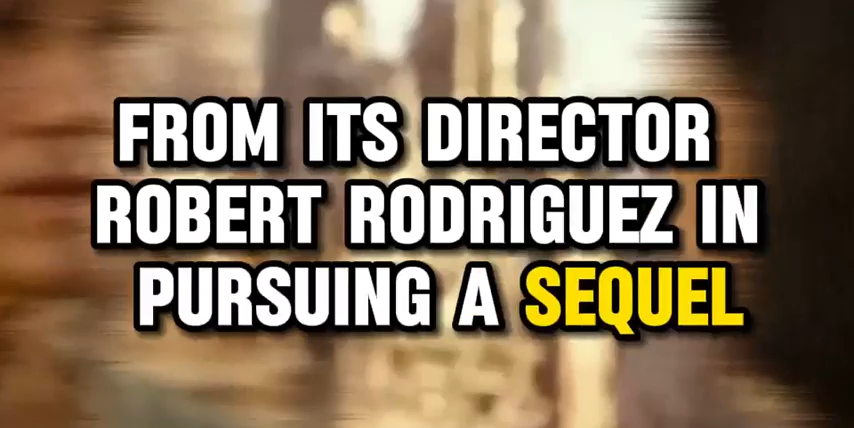 FROM ITS DIRECTOR
ROBERT RODRIGUEZ IN
PURSUING A SEQUEL